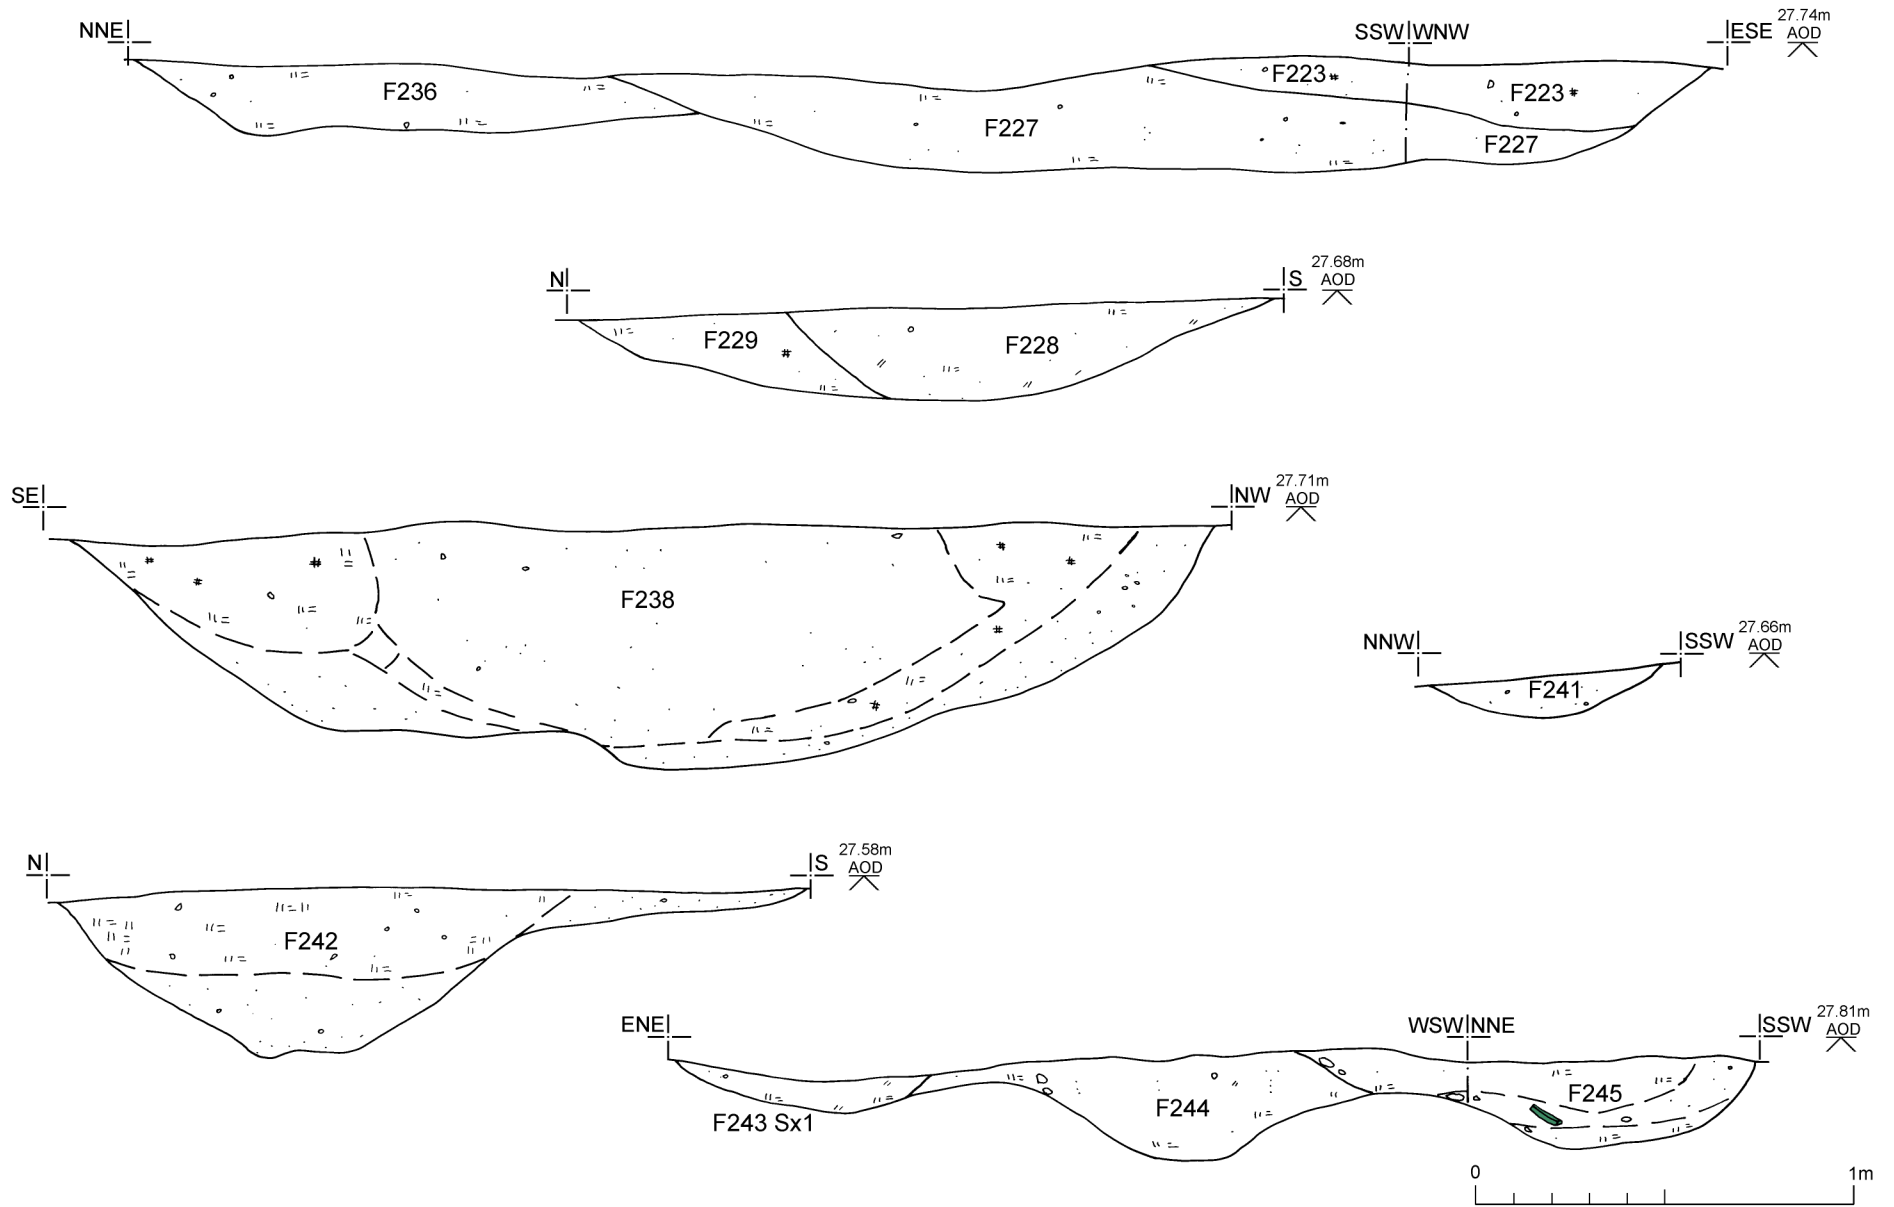 NNE SSW WNW ESE 27.74m
AOD
F236 F223 F223
F227 F227
N S 27.68m
AOD
F229 F228
SE NW 27.71m
AOD
F238
NNW SSW 27.66m
AOD
F241
N S 27.58m
AOD
F242
ENE WSW NNE SSW 27.81m
AOD
F243 Sx1 F244 F245
0 1m